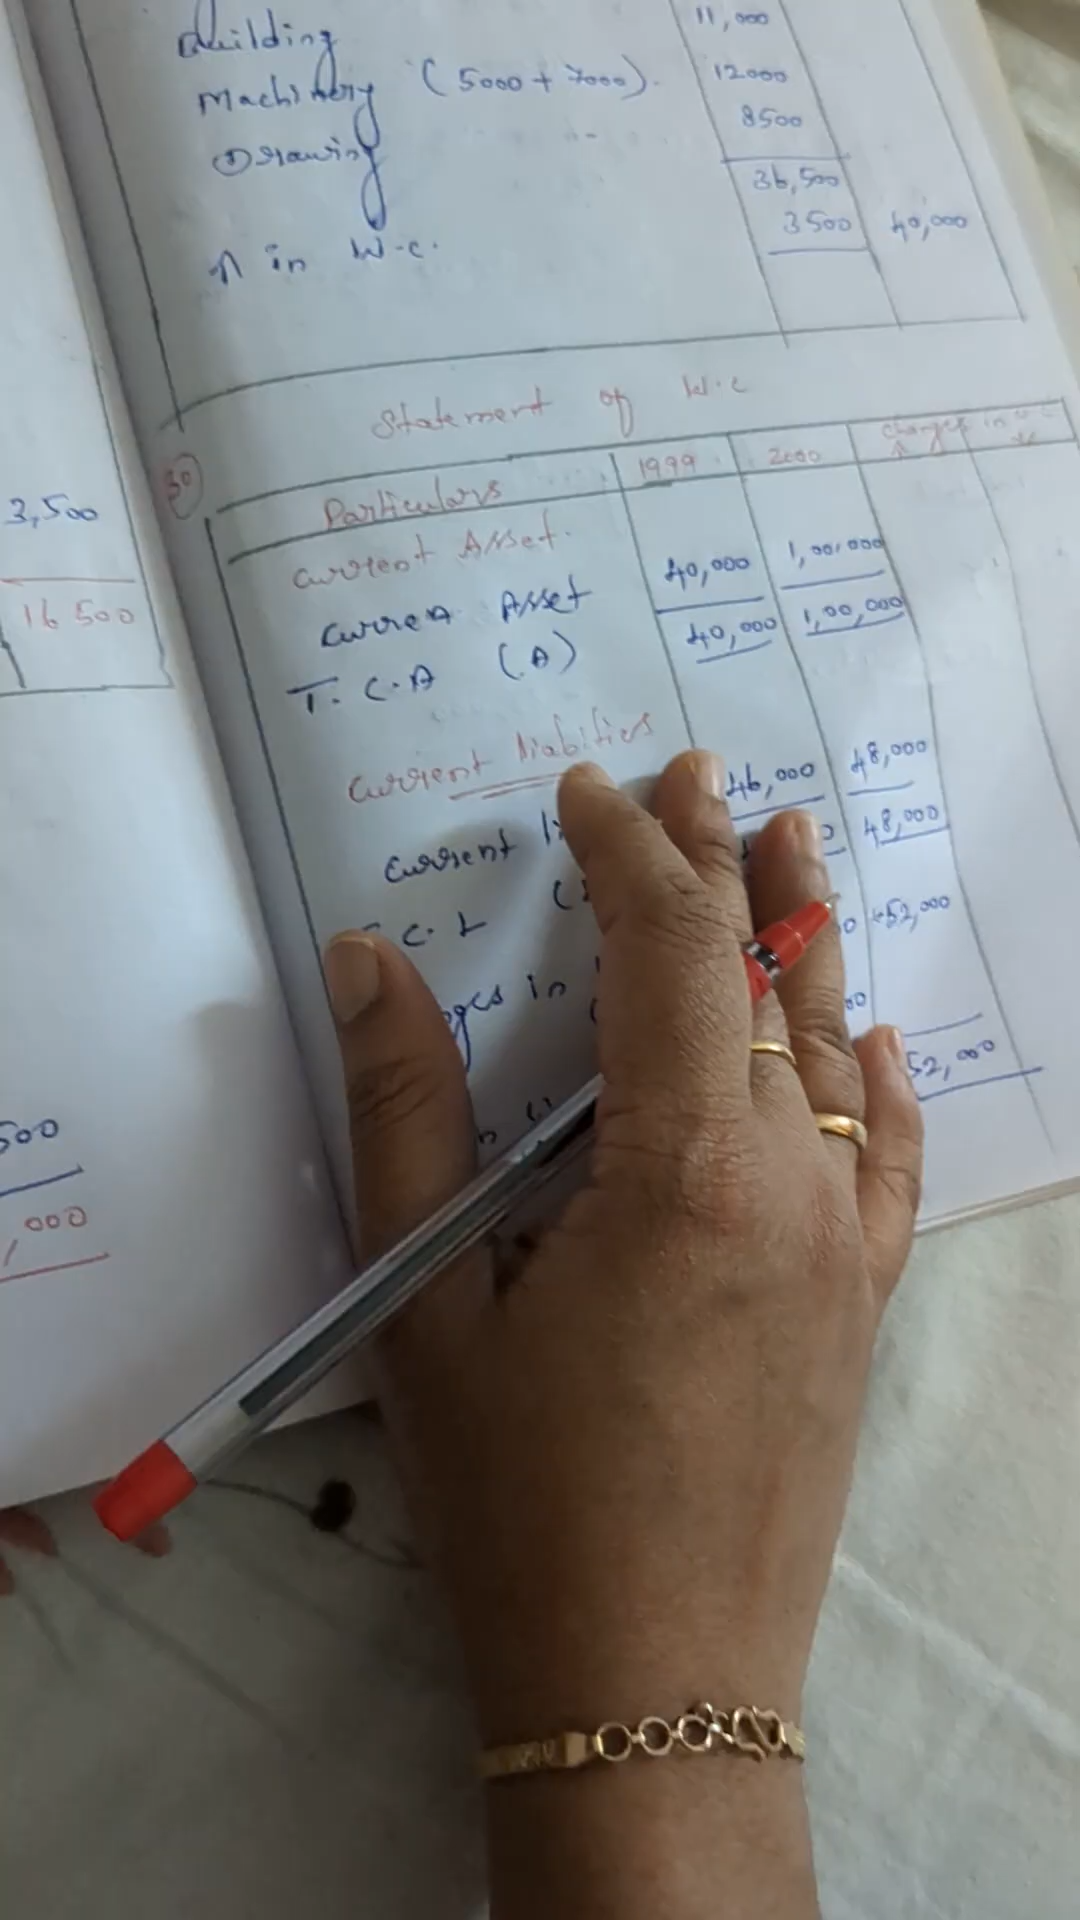 Building 11,000
Machinery (5000 + 7000). 12000
Drawing 8500
36,500
↑ in W.C. 3500 40,000
3,500
16500
500
,000
Statement of W.C
30
Particulars 1999 2000 Changes in W.C
Current Asset.
Current Asset 40,000 1,00,000
T. C. A (A) 40,000 1,00,000
Current liabilities
Current 46,000 48,000
C. L 48,000
in 52,000
52,000